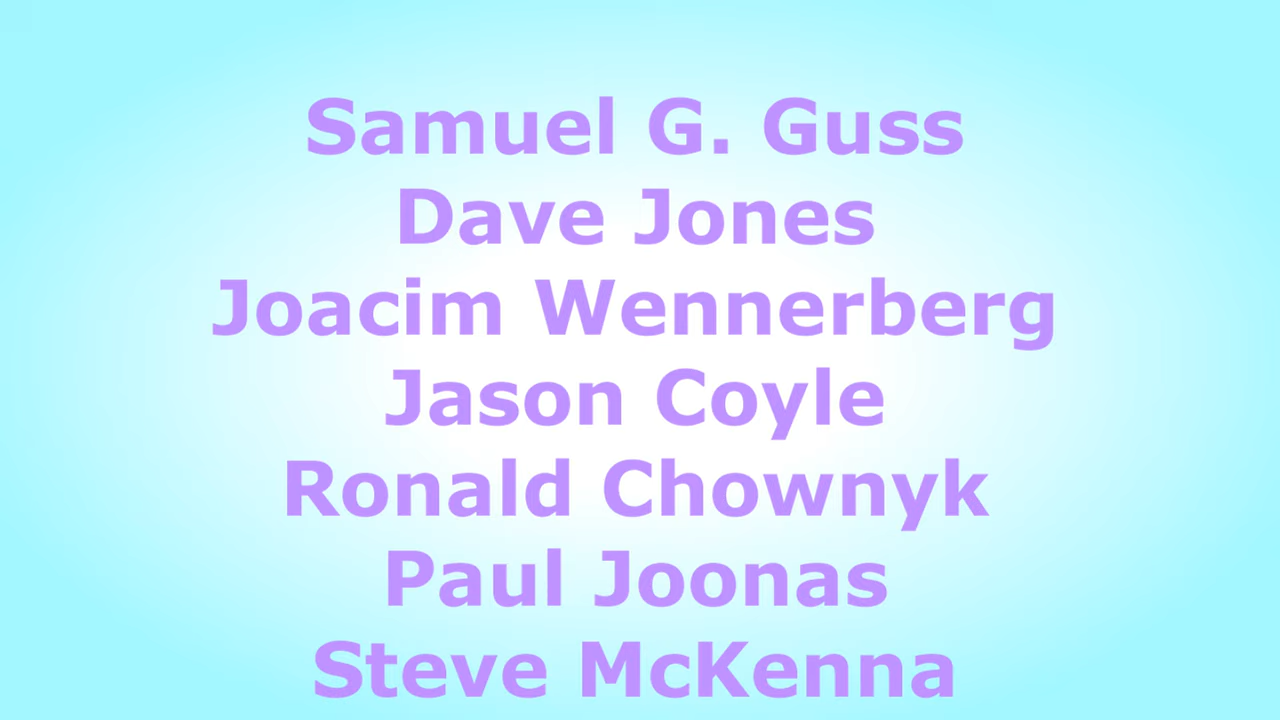 Samuel G. Guss
Dave Jones
Joacim Wennerberg
Jason Coyle
Ronald Chownyk
Paul Joonas
Steve McKenna